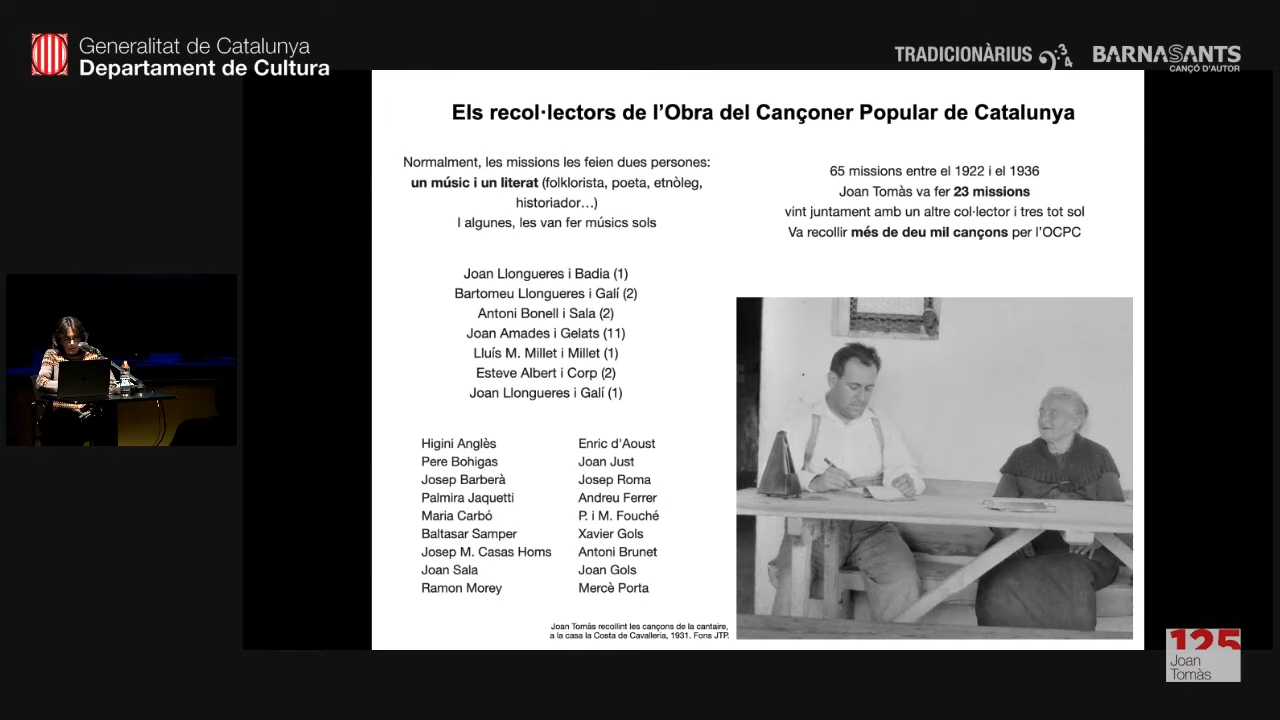 Generalitat de Catalunya
Departament de Cultura
TRADICIONÀRIUS
3
4
BARNASANTS
CANÇÓ D'AUTOR
Els recol·lectors de l’Obra del Cançoner Popular de Catalunya
Normalment, les missions les feien dues persones:
un músic i un literat (folklorista, poeta, etnòleg,
historiador…)
I algunes, les van fer músics sols
65 missions entre el 1922 i el 1936
Joan Tomàs va fer 23 missions
vint juntament amb un altre col·lector i tres tot sol
Va recollir més de deu mil cançons per l’OCPC
Joan Llongueres i Badia (1)
Bartomeu Llongueres i Galí (2)
Antoni Bonell i Sala (2)
Joan Amades i Gelats (11)
Lluís M. Millet i Millet (1)
Esteve Albert i Corp (2)
Joan Llongueres i Galí (1)
Higini Anglès
Pere Bohigas
Josep Barberà
Palmira Jaquetti
Maria Carbó
Baltasar Samper
Josep M. Casas Homs
Joan Sala
Ramon Morey
Enric d'Aoust
Joan Just
Josep Roma
Andreu Ferrer
P. i M. Fouché
Xavier Gols
Antoni Brunet
Joan Gols
Mercè Porta
Joan Tomàs recollint les cançons de la cantaire,
a la casa la Costa de Cavalleria, 1931. Fons JTP.
125
Joan
Tomàs